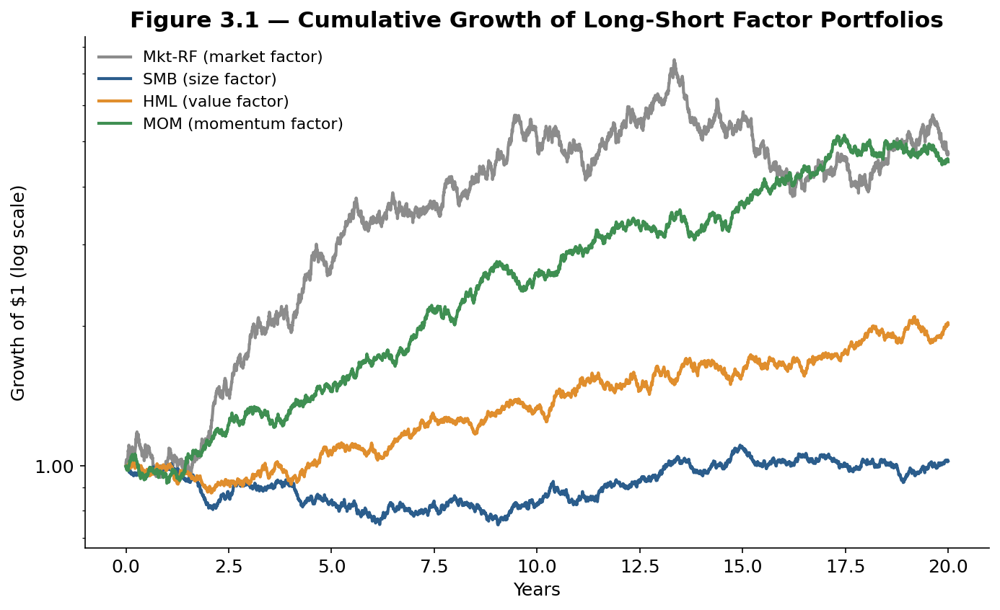 Figure 3.1 — Cumulative Growth of Long-Short Factor Portfolios
Mkt-RF (market factor)
SMB (size factor)
HML (value factor)
MOM (momentum factor)
Growth of $1 (log scale)
1.00
0.0 2.5 5.0 7.5 10.0 12.5 15.0 17.5 20.0
Years